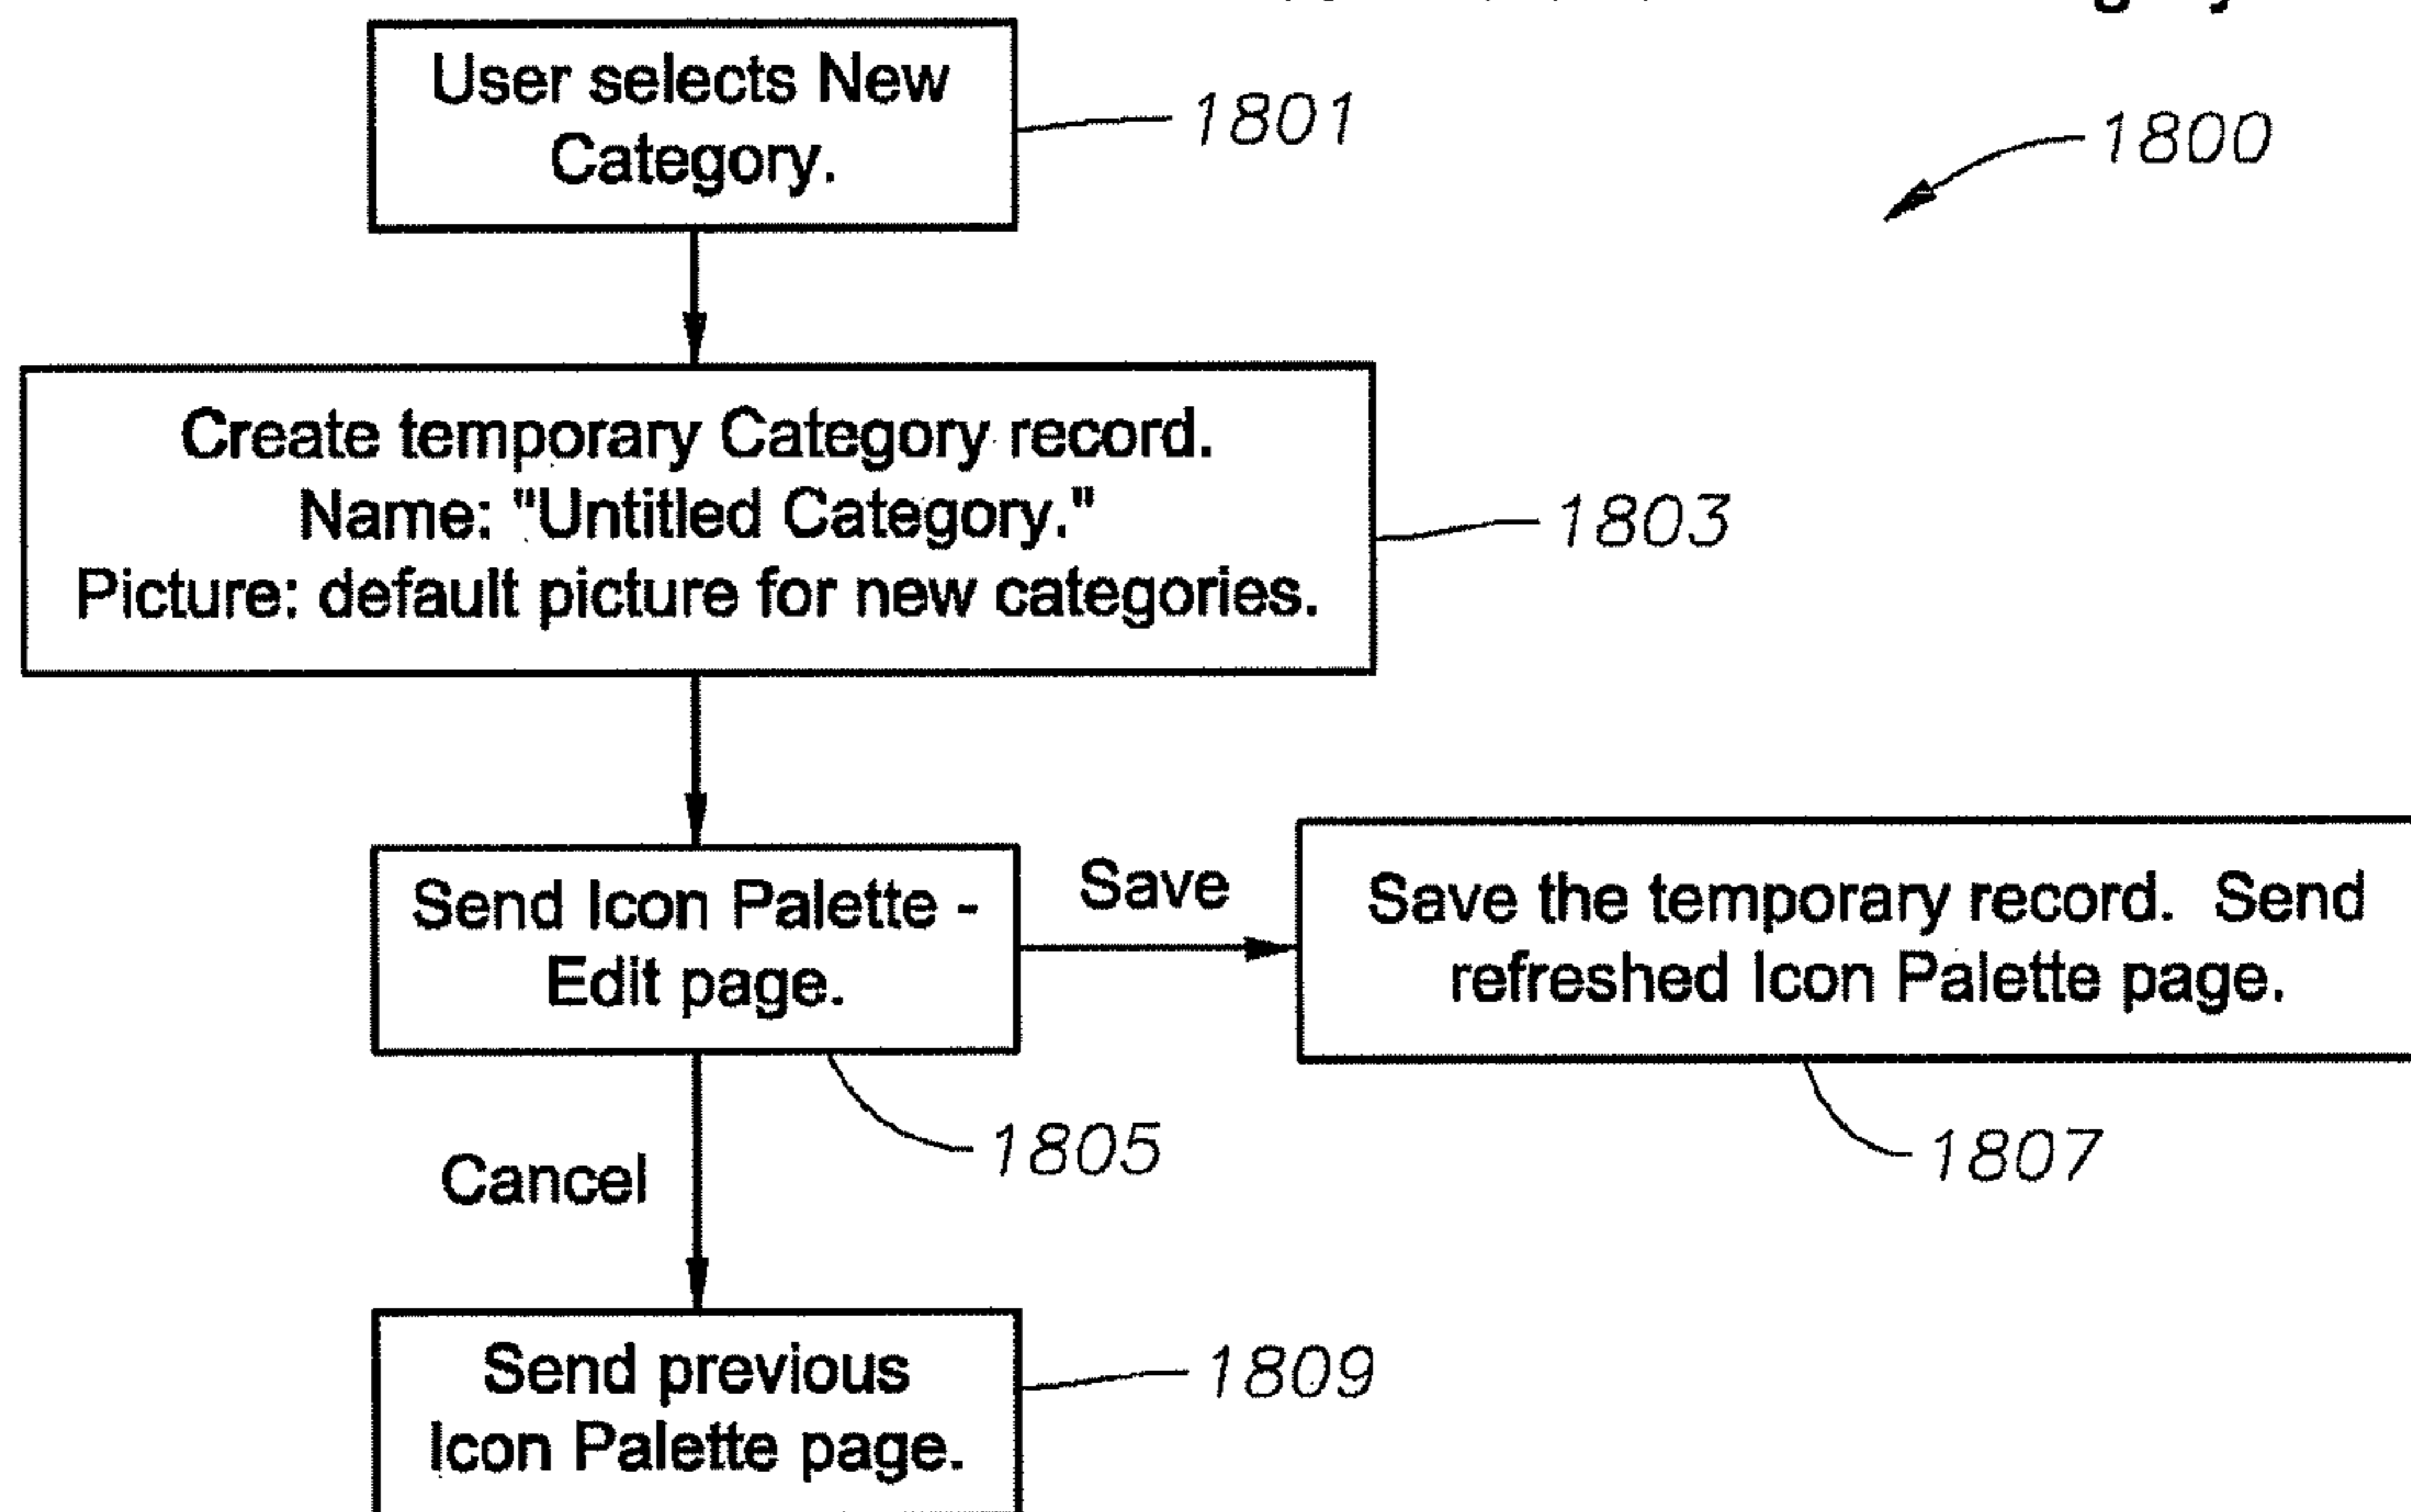 User selects New
Category.
1801
1800
Create temporary Category record.
Name: "Untitled Category."
Picture: default picture for new categories.
1803
Send Icon Palette -
Edit page.
Save
Save the temporary record. Send
refreshed Icon Palette page.
1805
1807
Cancel
Send previous
Icon Palette page.
1809